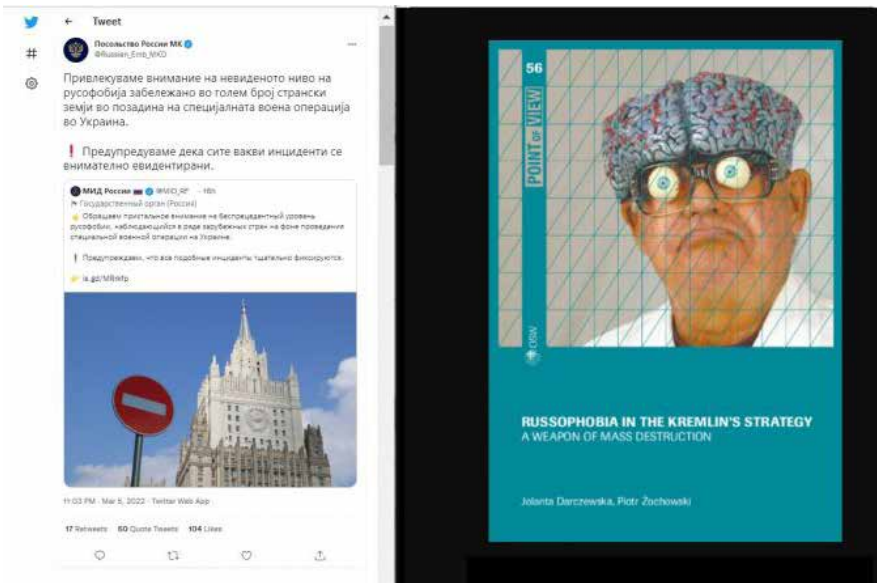 Tweet
Посольство России МК
@Russian_Emb_MKD
Привлекуваме внимание на невиденото ниво на
русофобија забележано во голем број странски
земји во позадина на специјалната воена операција
во Украина.
❗ Предупредуваме дека сите вакви инциденти се
внимателно евидентирани.
МИД России 🇷🇺 @MID_RF · 16h
Государственный орган (Россия)
Обращаем пристальное внимание на беспрецедентный уровень
русофобии, наблюдающийся в ряде зарубежных стран на фоне проведения
специальной военной операции на Украине.
❗ Предупреждаем, что все подобные инциденты тщательно фиксируются.
11:03 PM · Mar 5, 2022 · Twitter Web App
17 Retweets 60 Quote Tweets 104 Likes
56
POINT OF VIEW
OSW
RUSSOPHOBIA IN THE KREMLIN'S STRATEGY
A WEAPON OF MASS DESTRUCTION
Jolanta Darczewska, Piotr Żochowski